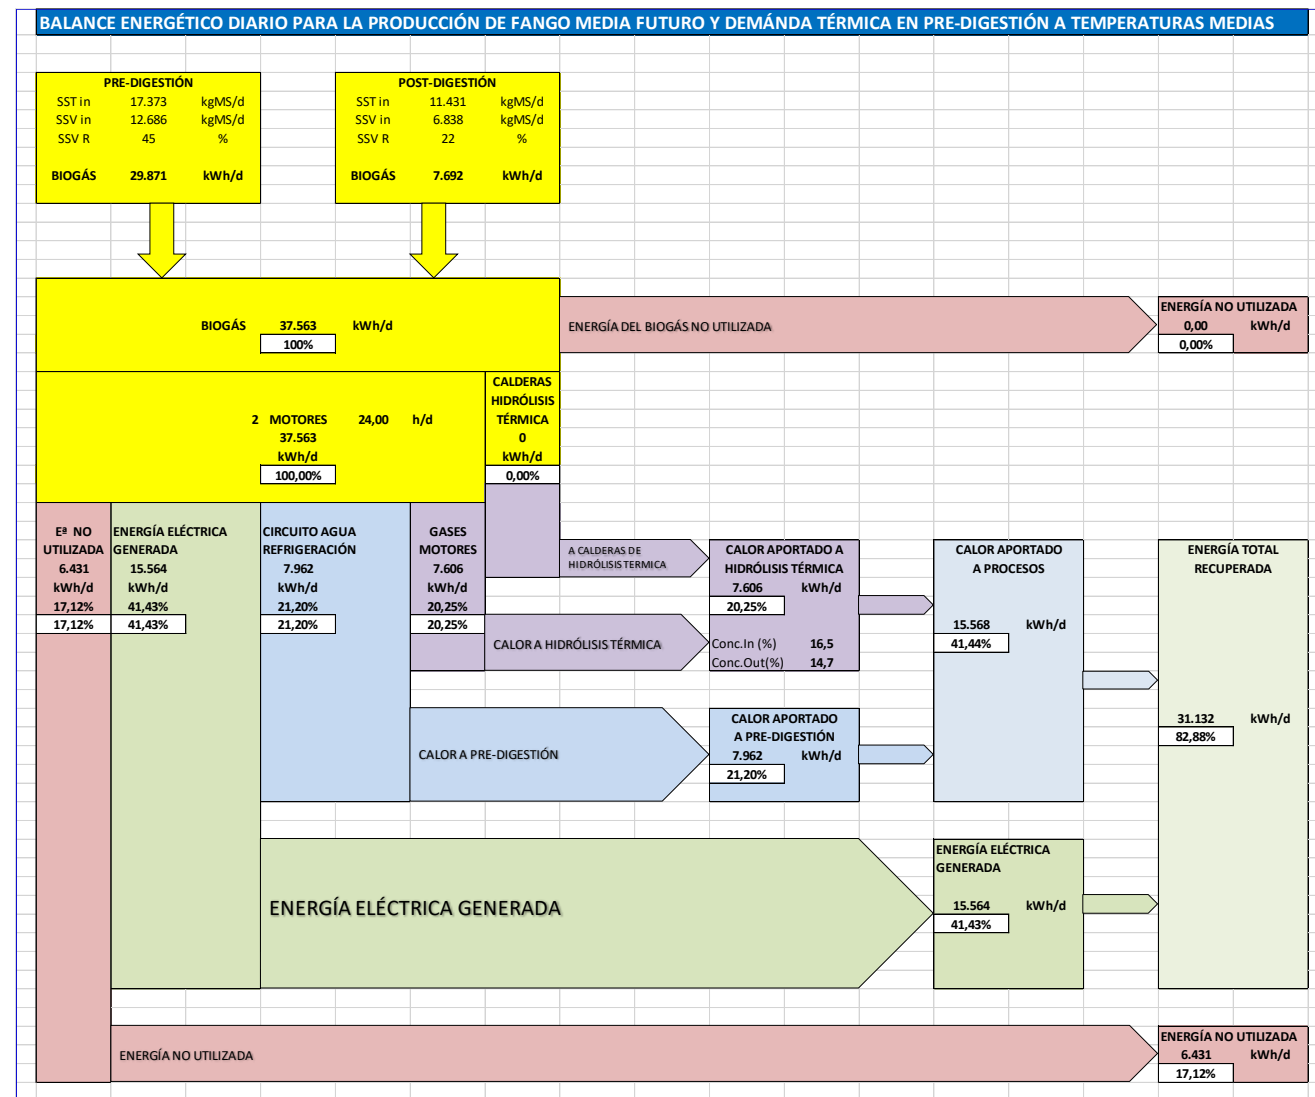 BALANCE ENERGÉTICO DIARIO PARA LA PRODUCCIÓN DE FANGO MEDIA FUTURO Y DEMÁNDA TÉRMICA EN PRE-DIGESTIÓN A TEMPERATURAS MEDIAS
PRE-DIGESTIÓN
SST in 17.373 kgMS/d
SSV in 12.686 kgMS/d
SSV R 45 %
BIOGÁS 29.871 kWh/d
POST-DIGESTIÓN
SST in 11.431 kgMS/d
SSV in 6.838 kgMS/d
SSV R 22 %
BIOGÁS 7.692 kWh/d
BIOGÁS 37.563 kWh/d
100%
ENERGÍA DEL BIOGÁS NO UTILIZADA
ENERGÍA NO UTILIZADA
0,00 kWh/d
0,00%
2 MOTORES 24,00 h/d
37.563
kWh/d
100,00%
CALDERAS
HIDRÓLISIS
TÉRMICA
0
kWh/d
0,00%
Eª NO
UTILIZADA
6.431
kWh/d
17,12%
17,12%
ENERGÍA ELÉCTRICA
GENERADA
15.564
kWh/d
41,43%
41,43%
CIRCUITO AGUA
REFRIGERACIÓN
7.962
kWh/d
21,20%
21,20%
GASES
MOTORES
7.606
kWh/d
20,25%
20,25%
A CALDERAS DE
HIDRÓLISIS TERMICA
CALOR A HIDRÓLISIS TÉRMICA
CALOR APORTADO A
HIDRÓLISIS TÉRMICA
7.606 kWh/d
20,25%
Conc.In (%) 16,5
Conc.Out(%) 14,7
CALOR APORTADO
A PROCESOS
15.568 kWh/d
41,44%
ENERGÍA TOTAL
RECUPERADA
31.132 kWh/d
82,88%
CALOR A PRE-DIGESTIÓN
CALOR APORTADO
A PRE-DIGESTIÓN
7.962 kWh/d
21,20%
ENERGÍA ELÉCTRICA GENERADA
ENERGÍA ELÉCTRICA
GENERADA
15.564 kWh/d
41,43%
ENERGÍA NO UTILIZADA
ENERGÍA NO UTILIZADA
6.431 kWh/d
17,12%